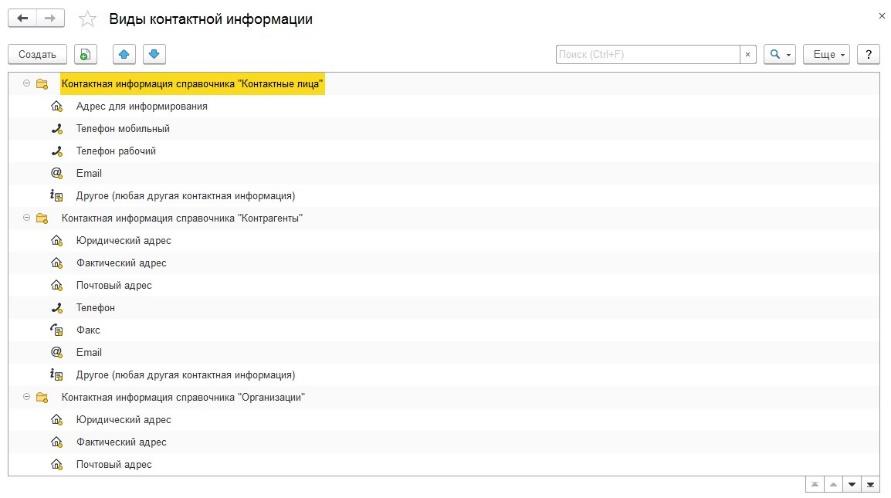 Виды контактной информации
Создать
Поиск (Ctrl+F)
×
Еще
?
Контактная информация справочника "Контактные лица"
Адрес для информирования
Телефон мобильный
Телефон рабочий
Email
Другое (любая другая контактная информация)
Контактная информация справочника "Контрагенты"
Юридический адрес
Фактический адрес
Почтовый адрес
Телефон
Факс
Email
Другое (любая другая контактная информация)
Контактная информация справочника "Организации"
Юридический адрес
Фактический адрес
Почтовый адрес